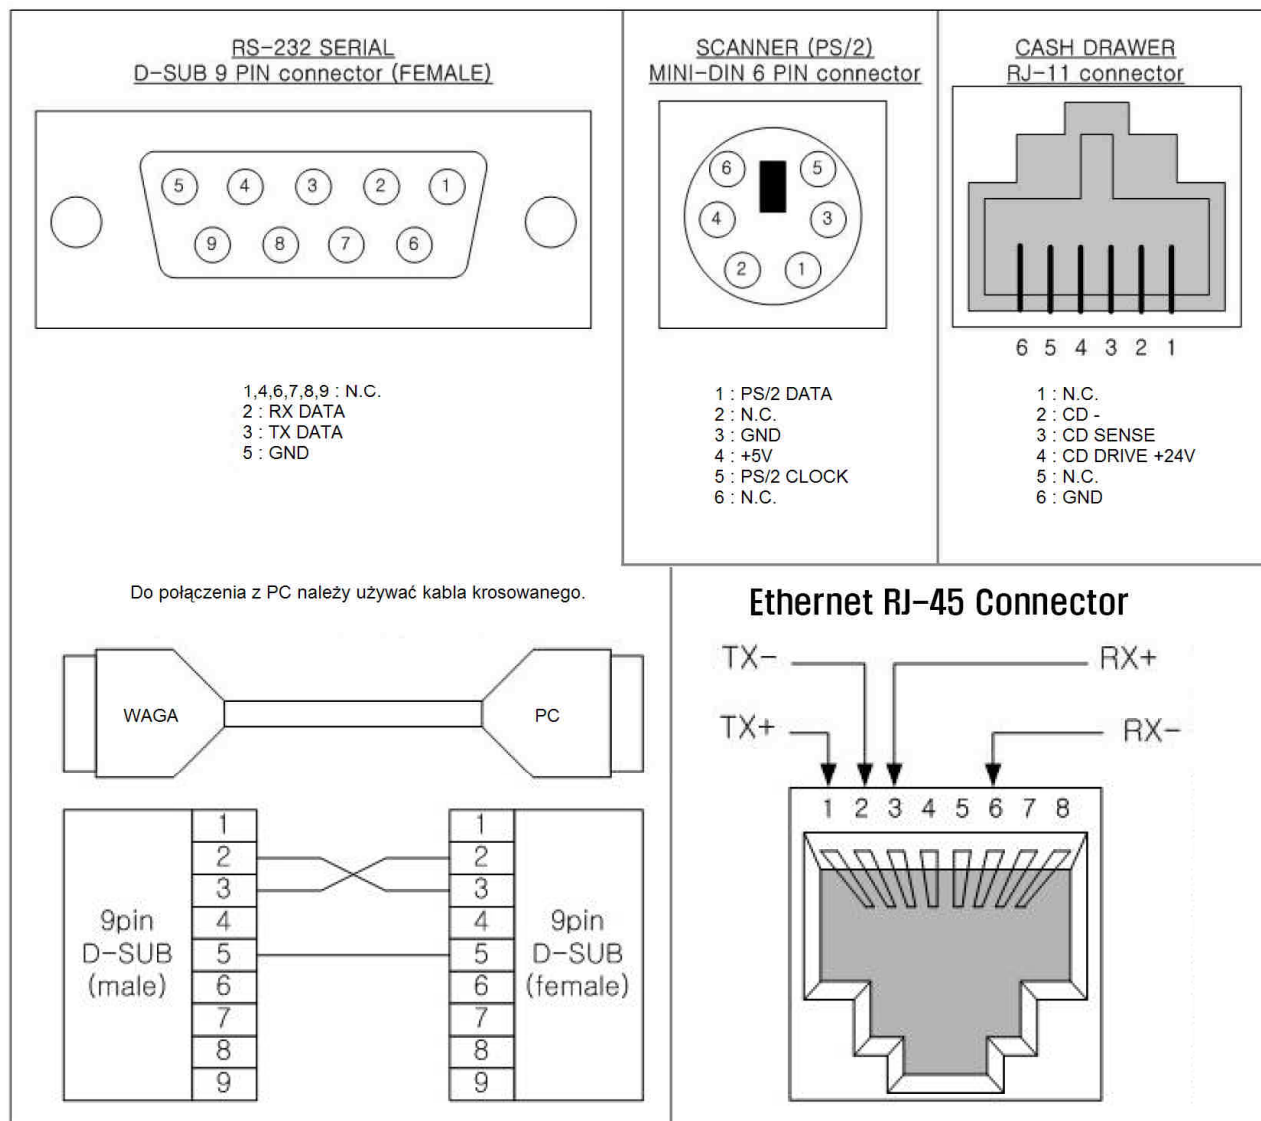 RS-232 SERIAL
D-SUB 9 PIN connector (FEMALE)
5 4 3 2 1
9 8 7 6
1,4,6,7,8,9 : N.C.
2 : RX DATA
3 : TX DATA
5 : GND
SCANNER (PS/2)
MINI-DIN 6 PIN connector
6 5
4 3
2 1
1 : PS/2 DATA
2 : N.C.
3 : GND
4 : +5V
5 : PS/2 CLOCK
6 : N.C.
CASH DRAWER
RJ-11 connector
6 5 4 3 2 1
1 : N.C.
2 : CD -
3 : CD SENSE
4 : CD DRIVE +24V
5 : N.C.
6 : GND
Do połączenia z PC należy używać kabla krosowanego.
WAGA
PC
9pin
D-SUB
(male)
1
2
3
4
5
6
7
8
9
1
2
3
4
5
6
7
8
9
9pin
D-SUB
(female)
Ethernet RJ-45 Connector
TX- RX+
TX+ RX-
1 2 3 4 5 6 7 8